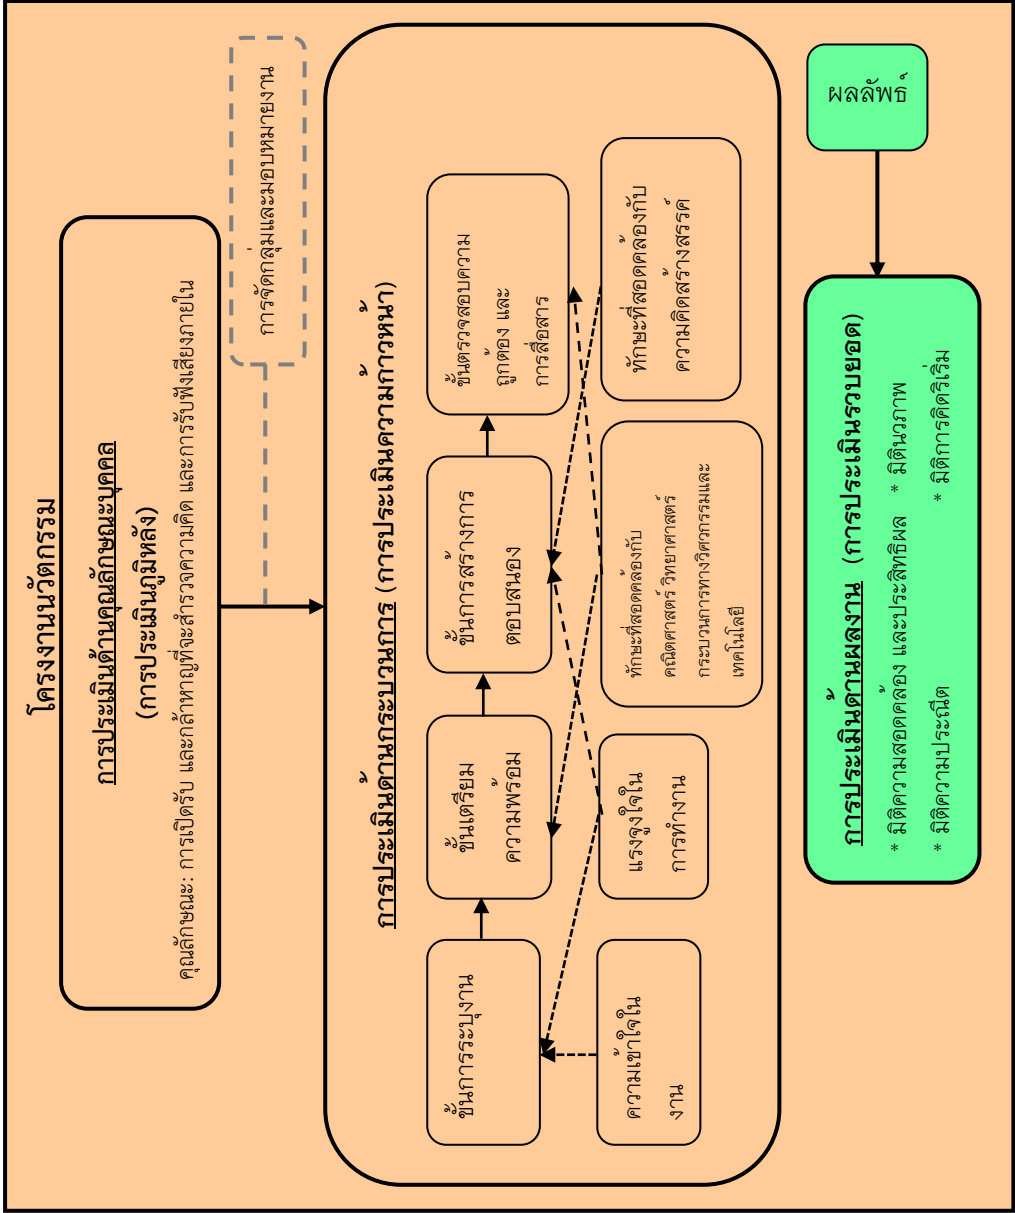 โครงงานนวัตกรรม
การประเมินด้านคุณลักษณะบุคคล
(การประเมินภูมิหลัง)
คุณลักษณะ: การเปิดรับ และกล้าหาญที่จะสำรวจความคิด และการรับฟังเสียงภายใน
การจัดกลุ่มและมอบหมายงาน
การประเมินด้านกระบวนการ (การประเมินความก้าวหน้า)
ขั้นการระบุงาน
ขั้นเตรียม
ความพร้อม
ขั้นการสร้างการ
ตอบสนอง
ขั้นตรวจสอบความ
ถูกต้อง และ
การสื่อสาร
ความเข้าใจใน
งาน
แรงจูงใจใน
การทำงาน
ทักษะที่สอดคล้องกับ
คณิตศาสตร์ วิทยาศาสตร์
กระบวนการทางวิศวกรรมและ
เทคโนโลยี
ทักษะที่สอดคล้องกับ
ความคิดสร้างสรรค์
การประเมินด้านผลงาน (การประเมินรวบยอด)
* มิติความสอดคล้อง และประสิทธิผล * มิตินวภาพ
* มิติความประณีต * มิติการคิดริเริ่ม
ผลลัพธ์